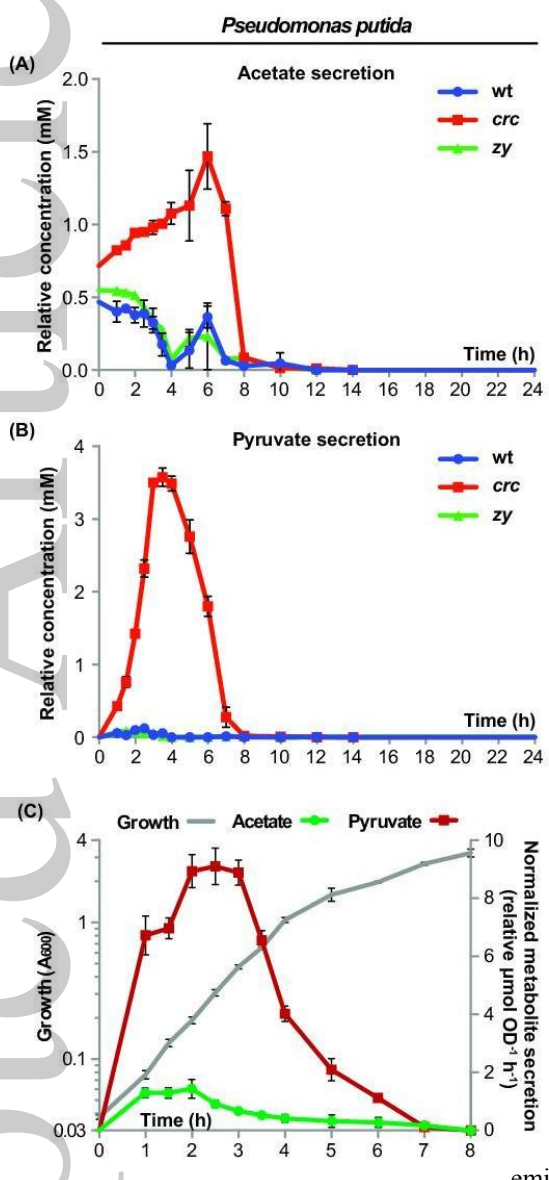 Pseudomonas putida
(A)
Acetate secretion
Relative concentration (mM)
2.0
1.5
1.0
0.5
0.0
wt
crc
zy
Time (h)
0 2 4 6 8 10 12 14 16 18 20 22 24
(B)
Pyruvate secretion
Relative concentration (mM)
4
3
2
1
0
wt
crc
zy
Time (h)
0 2 4 6 8 10 12 14 16 18 20 22 24
(C)
Growth Acetate Pyruvate
Growth (A600)
4
1
0.1
0.03
10
8
6
4
2
0
Normalized metabolite secretion
(relative µmol OD-1 h-1)
Time (h)
0 1 2 3 4 5 6 7 8
emi